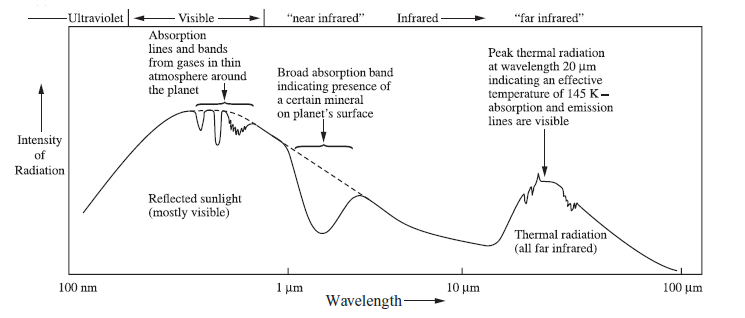 Ultraviolet Visible "near infrared" Infrared "far infrared"
Absorption
lines and bands
from gases in thin
atmosphere around
the planet
Broad absorption band
indicating presence of
a certain mineral
on planet's surface
Peak thermal radiation
at wavelength 20 μm
indicating an effective
temperature of 145 K–
absorption and emission
lines are visible
Intensity
of
Radiation
Reflected sunlight
(mostly visible)
Thermal radiation
(all far infrared)
100 nm 1 μm 10 μm 100 μm
Wavelength